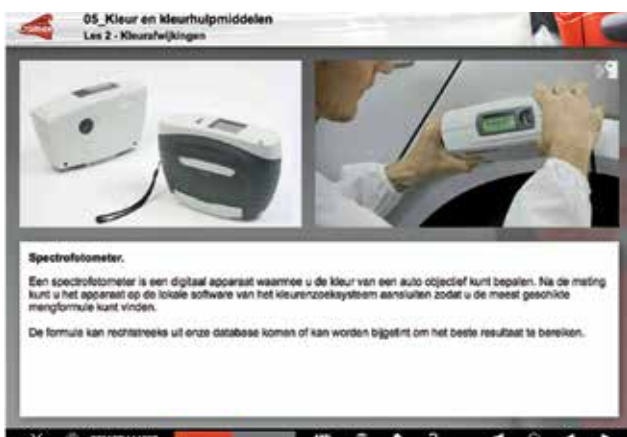 05_Kleur en kleurhulpmiddelen
Les 2 - Kleurafwijkingen
Spectrofotometer.
Een spectrofotometer is een digitaal apparaat waarmee u de kleur van een auto objectief kunt bepalen. Na de meting
kunt u het apparaat op de lokale software van het kleurenzoeksysteem aansluiten zodat u de meest geschikte
mengformule kunt vinden.
De formule kan rechtstreeks uit onze database komen of kan worden bijgetint om het beste resultaat te bereiken.